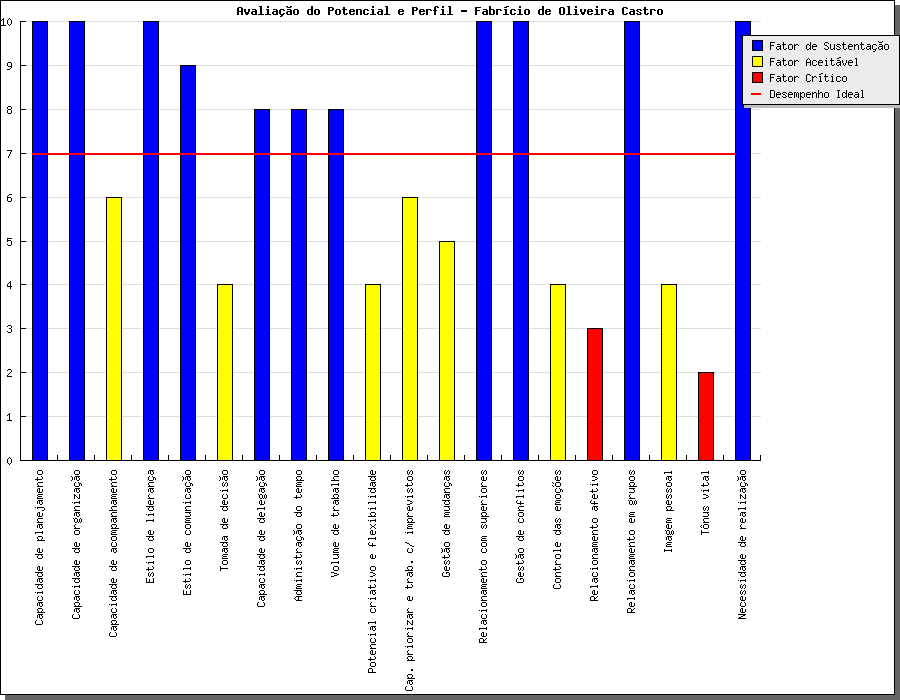 Avaliação do Potencial e Perfil - Fabrício de Oliveira Castro
Fator de Sustentação
Fator Aceitável
Fator Crítico
Desempenho Ideal
10
9
8
7
6
5
4
3
2
1
0
Capacidade de planejamento
Capacidade de organização
Capacidade de acompanhamento
Estilo de liderança
Estilo de comunicação
Tomada de decisão
Capacidade de delegação
Administração do tempo
Volume de trabalho
Potencial criativo e flexibilidade
Cap. priorizar e trab. c/ imprevistos
Gestão de mudanças
Relacionamento com superiores
Gestão de conflitos
Controle das emoções
Relacionamento afetivo
Relacionamento em grupos
Imagem pessoal
Tônus vital
Necessidade de realização